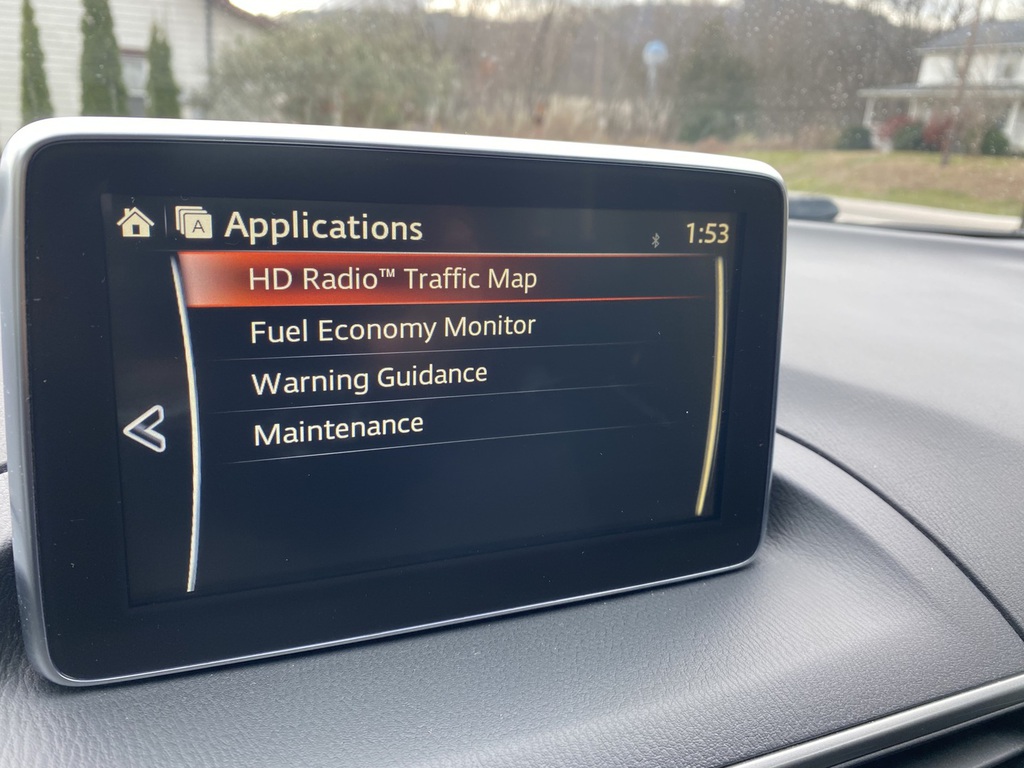 A Applications
1:53
HD Radio™ Traffic Map
Fuel Economy Monitor
Warning Guidance
Maintenance